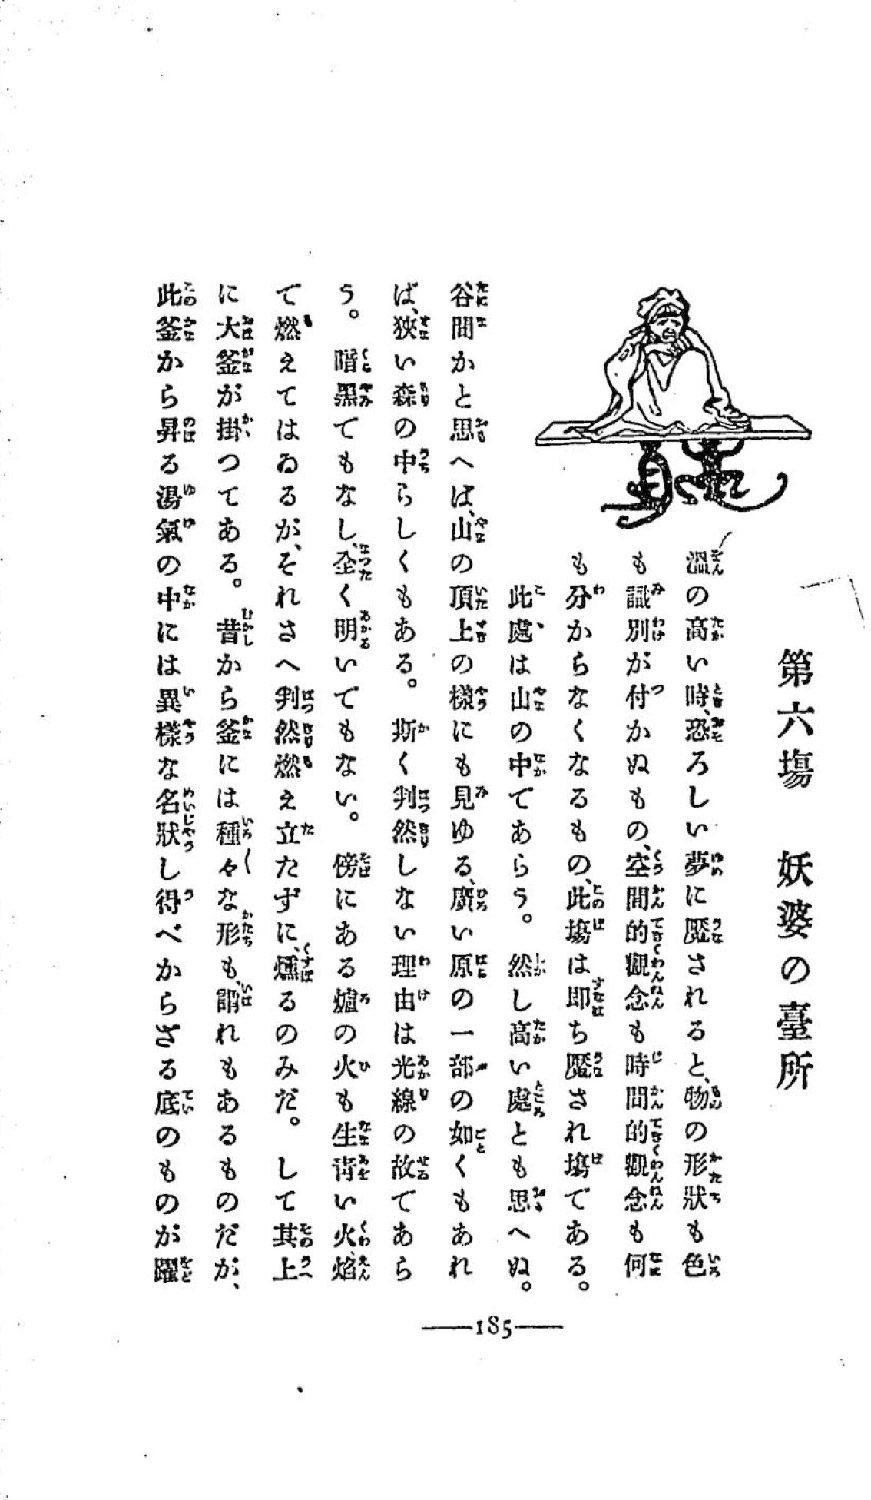 第六場　妖婆の臺所
溫の高い時、恐ろしい夢に魘されると、物の形狀も色
も識別が付かぬもの、空間的觀念も時間的觀念も何
も分からなくなるもの、此場は卽ち魘され場である。
此處は山の中であらう。然し高い處とも思へぬ。
谷間かと思へば、山の頂上の樣にも見ゆる、廣い原の一部の如くもあれ
ば、狹い森の中らしくもある。斯く判然しない理由は光線の故であら
う。暗黑でもなし、全く明いでもない。傍にある爐の火も生靑い火焰
て燃えてはゐるが、それさへ判然燃え立たずに、燻るのみだ。して其上
に大釜が掛つてある。昔から釜には種々な形も、謂れもあるものだが、
此釜から昇る湯氣の中には異樣な名狀し得べからざる底のものが躍
185